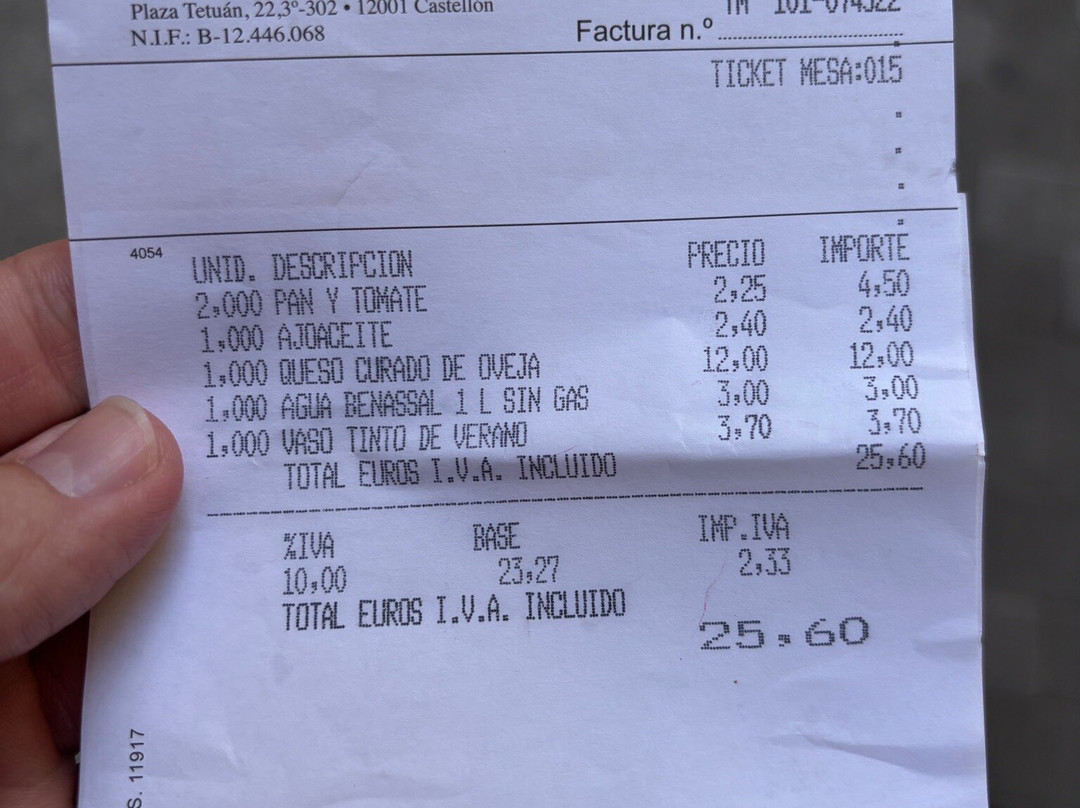 Plaza Tetuán, 22,3º-302 • 12001 Castellón
N.I.F.: B-12.446.068
TM 101-074522
Factura n.º
TICKET MESA:015
4054
UNID. DESCRIPCION PRECIO IMPORTE
2,000 PAN Y TOMATE 2,25 4,50
1,000 AJOACEITE 2,40 2,40
1,000 QUESO CURADO DE OVEJA 12,00 12,00
1,000 AGUA BENASSAL 1 L SIN GAS 3,00 3,00
1,000 VASO TINTO DE VERANO 3,70 3,70
TOTAL EUROS I.V.A. INCLUIDO 25,60
%IVA BASE IMP.IVA
10,00 23,27 2,33
TOTAL EUROS I.V.A. INCLUIDO 25,60
S. 11917